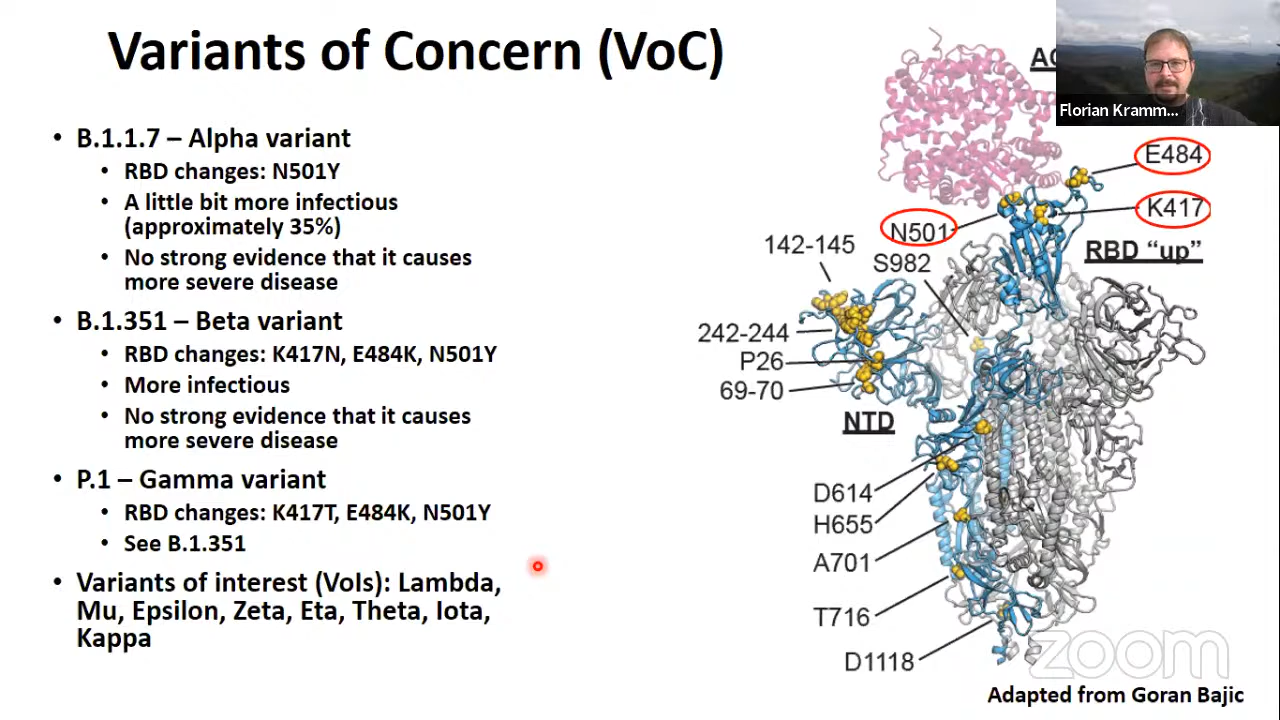 Variants of Concern (VoC)
• B.1.1.7 – Alpha variant
• RBD changes: N501Y
• A little bit more infectious
(approximately 35%)
• No strong evidence that it causes
more severe disease
• B.1.351 – Beta variant
• RBD changes: K417N, E484K, N501Y
• More infectious
• No strong evidence that it causes
more severe disease
• P.1 – Gamma variant
• RBD changes: K417T, E484K, N501Y
• See B.1.351
• Variants of interest (VoIs): Lambda,
Mu, Epsilon, Zeta, Eta, Theta, Iota,
Kappa
Florian Kramm...
E484
K417
N501
RBD “up”
142-145
S982
242-244
P26
69-70
NTD
D614
H655
A701
T716
D1118
zoom
Adapted from Goran Bajic